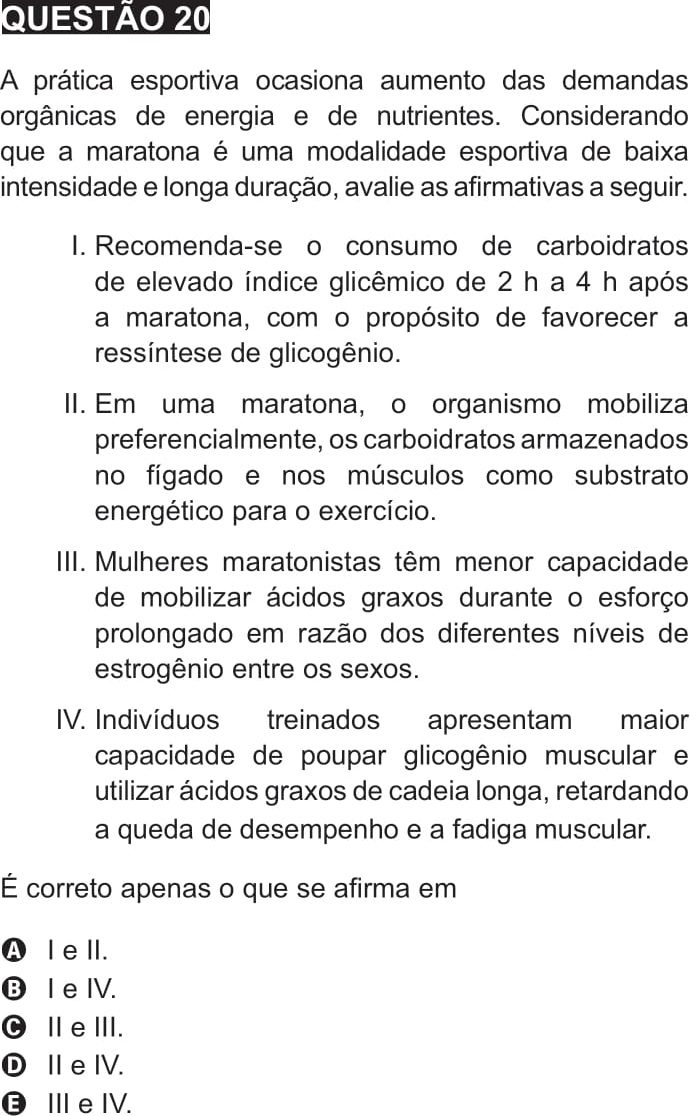 QUESTÃO 20
A prática esportiva ocasiona aumento das demandas
orgânicas de energia e de nutrientes. Considerando
que a maratona é uma modalidade esportiva de baixa
intensidade e longa duração, avalie as afirmativas a seguir.
I. Recomenda-se o consumo de carboidratos
de elevado índice glicêmico de 2 h a 4 h após
a maratona, com o propósito de favorecer a
ressíntese de glicogênio.
II. Em uma maratona, o organismo mobiliza
preferencialmente, os carboidratos armazenados
no fígado e nos músculos como substrato
energético para o exercício.
III. Mulheres maratonistas têm menor capacidade
de mobilizar ácidos graxos durante o esforço
prolongado em razão dos diferentes níveis de
estrogênio entre os sexos.
IV. Indivíduos treinados apresentam maior
capacidade de poupar glicogênio muscular e
utilizar ácidos graxos de cadeia longa, retardando
a queda de desempenho e a fadiga muscular.
É correto apenas o que se afirma em
A I e II.
B I e IV.
C II e III.
D II e IV.
E III e IV.